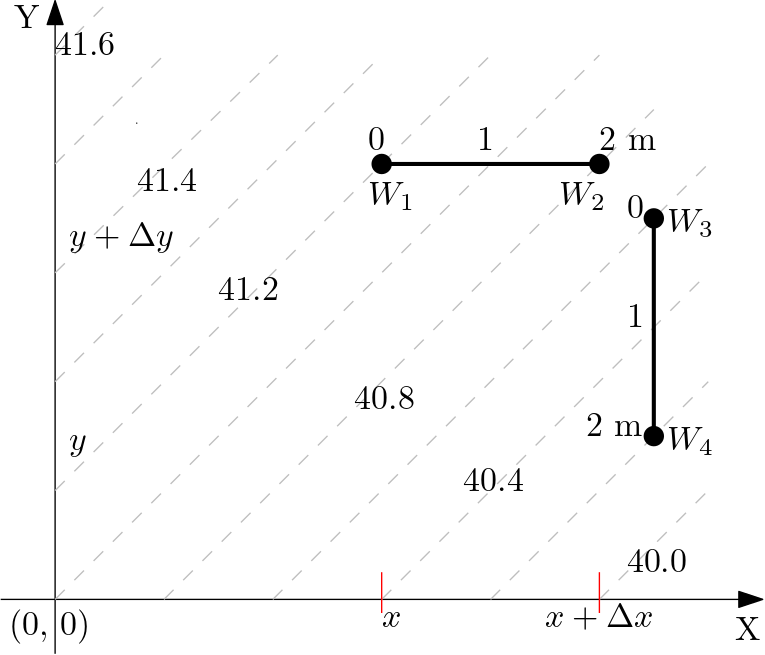 Y
41.6
0 1 2 m
41.4
W₁ W₂
0 W₃
y + Δy
41.2
1
40.8
2 m W₄
y
40.4
40.0
(0, 0) x x + Δx X